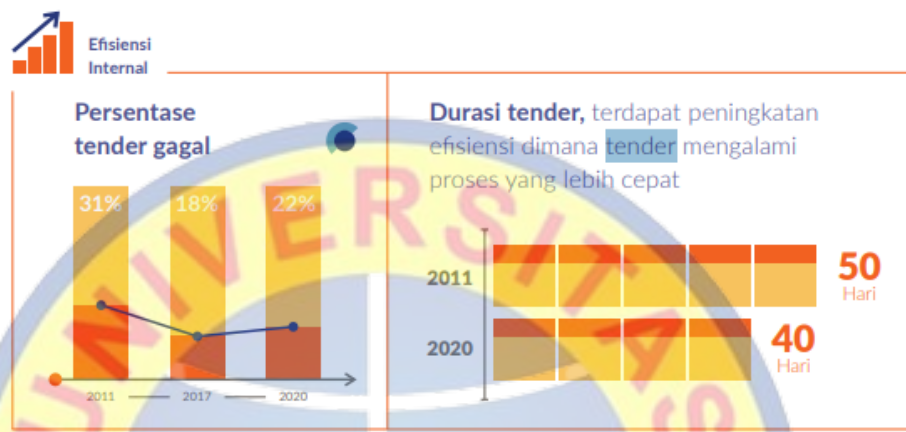 Efisiensi
Internal
Persentase
tender gagal
31% 18% 22%
2011 2017 2020
Durasi tender, terdapat peningkatan
efisiensi dimana tender mengalami
proses yang lebih cepat
2011
50
Hari
2020
40
Hari
UNIVERSITAS